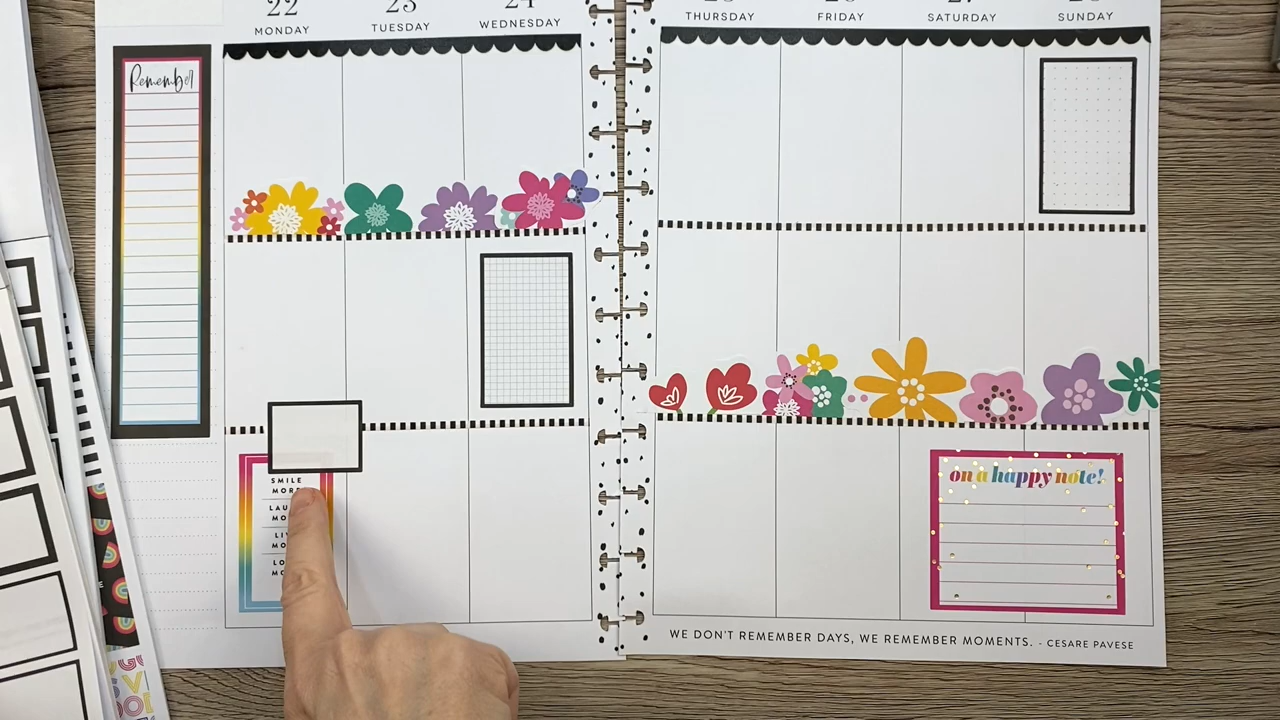 22
MONDAY
23
TUESDAY
24
WEDNESDAY
THURSDAY
FRIDAY
SATURDAY
SUNDAY
Remember
SMILE
MORE
on a happy note!
WE DON'T REMEMBER DAYS, WE REMEMBER MOMENTS. - CESARE PAVESE